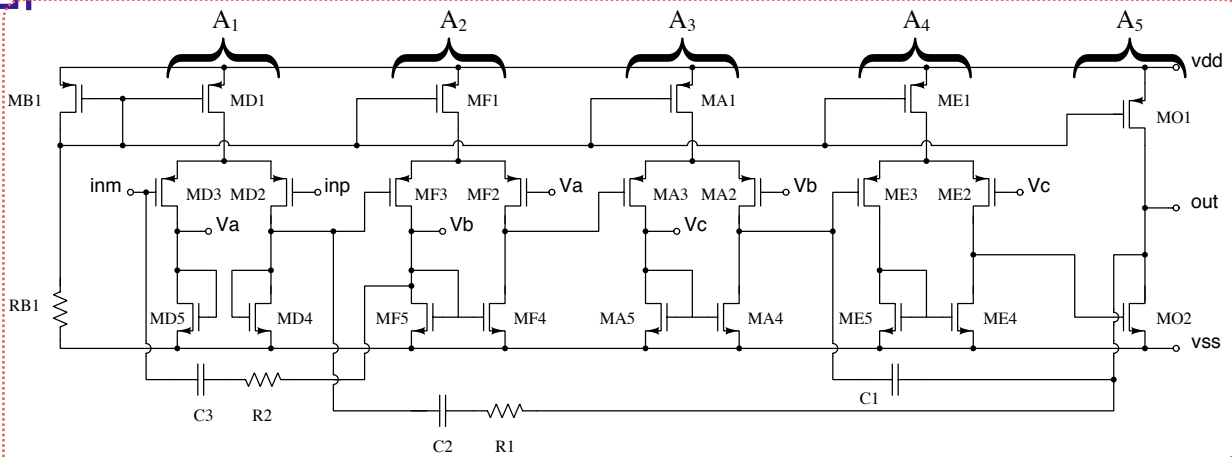 A1 A2 A3 A4 A5
vdd
MB1 MD1 MF1 MA1 ME1 MO1
inm MD3 MD2 inp MF3 MF2 Va MA3 MA2 Vb ME3 ME2 Vc
Va Vb Vc out
RB1 MD5 MD4 MF5 MF4 MA5 MA4 ME5 ME4 MO2
vss
C3 R2 C1
C2 R1